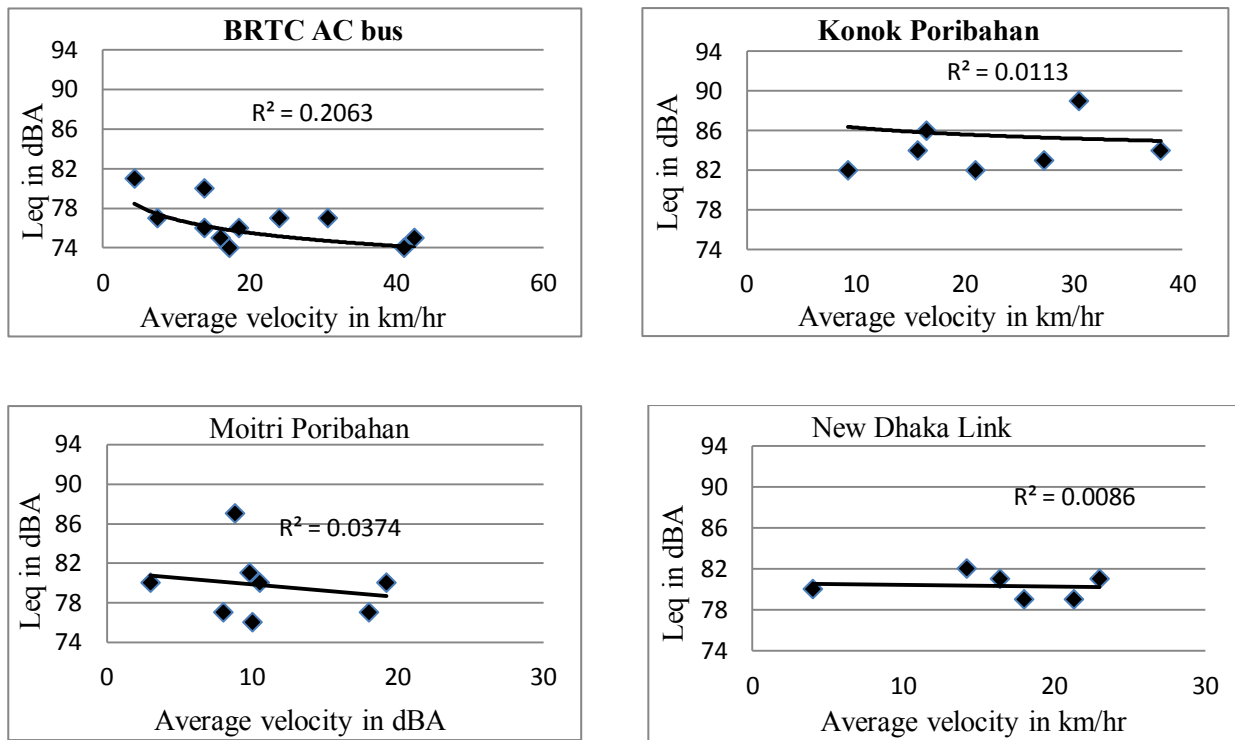 BRTC AC bus
94
90
86
82
78
74
0
20
40
60
R² = 0.2063
Leq in dBA
Average velocity in km/hr
Konok Poribahan
94
90
86
82
78
74
0
10
20
30
40
R² = 0.0113
Leq in dBA
Average velocity in km/hr
Moitri Poribahan
94
90
86
82
78
74
0
10
20
30
R² = 0.0374
Leq in dBA
Average velocity in dBA
New Dhaka Link
94
90
86
82
78
74
0
10
20
30
R² = 0.0086
Leq in dBA
Average velocity in km/hr